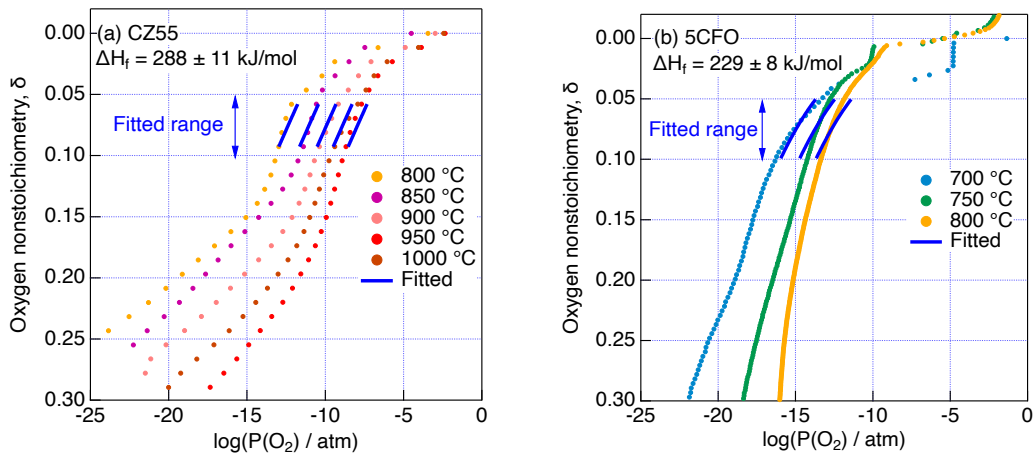 (a) CZ55
ΔHf = 288 ± 11 kJ/mol
Fitted range
800 °C
850 °C
900 °C
950 °C
1000 °C
Fitted
Oxygen nonstoichiometry, δ
0.00
0.05
0.10
0.15
0.20
0.25
0.30
-25 -20 -15 -10 -5 0
log(P(O2) / atm)
(b) 5CFO
ΔHf = 229 ± 8 kJ/mol
Fitted range
700 °C
750 °C
800 °C
Fitted
Oxygen nonstoichiometry, δ
0.00
0.05
0.10
0.15
0.20
0.25
0.30
-25 -20 -15 -10 -5 0
log(P(O2) / atm)